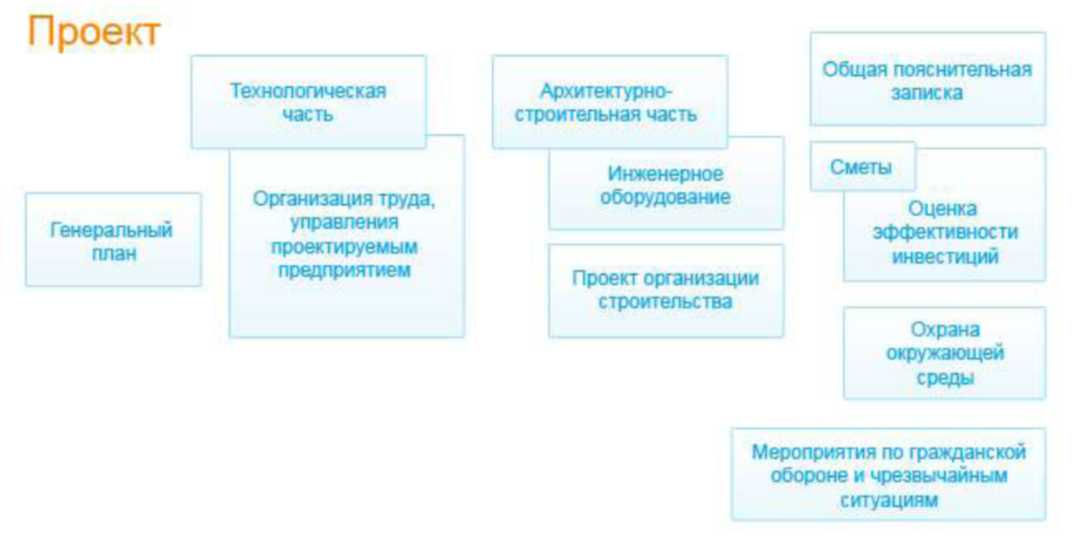 Проект
Генеральный
план
Технологическая
часть
Организация труда,
управления
проектируемым
предприятием
Архитектурно-
строительная часть
Инженерное
оборудование
Проект организации
строительства
Общая пояснительная
записка
Сметы
Оценка
эффективности
инвестиций
Охрана
окружающей
среды
Мероприятия по гражданской
обороне и чрезвычайным
ситуациям